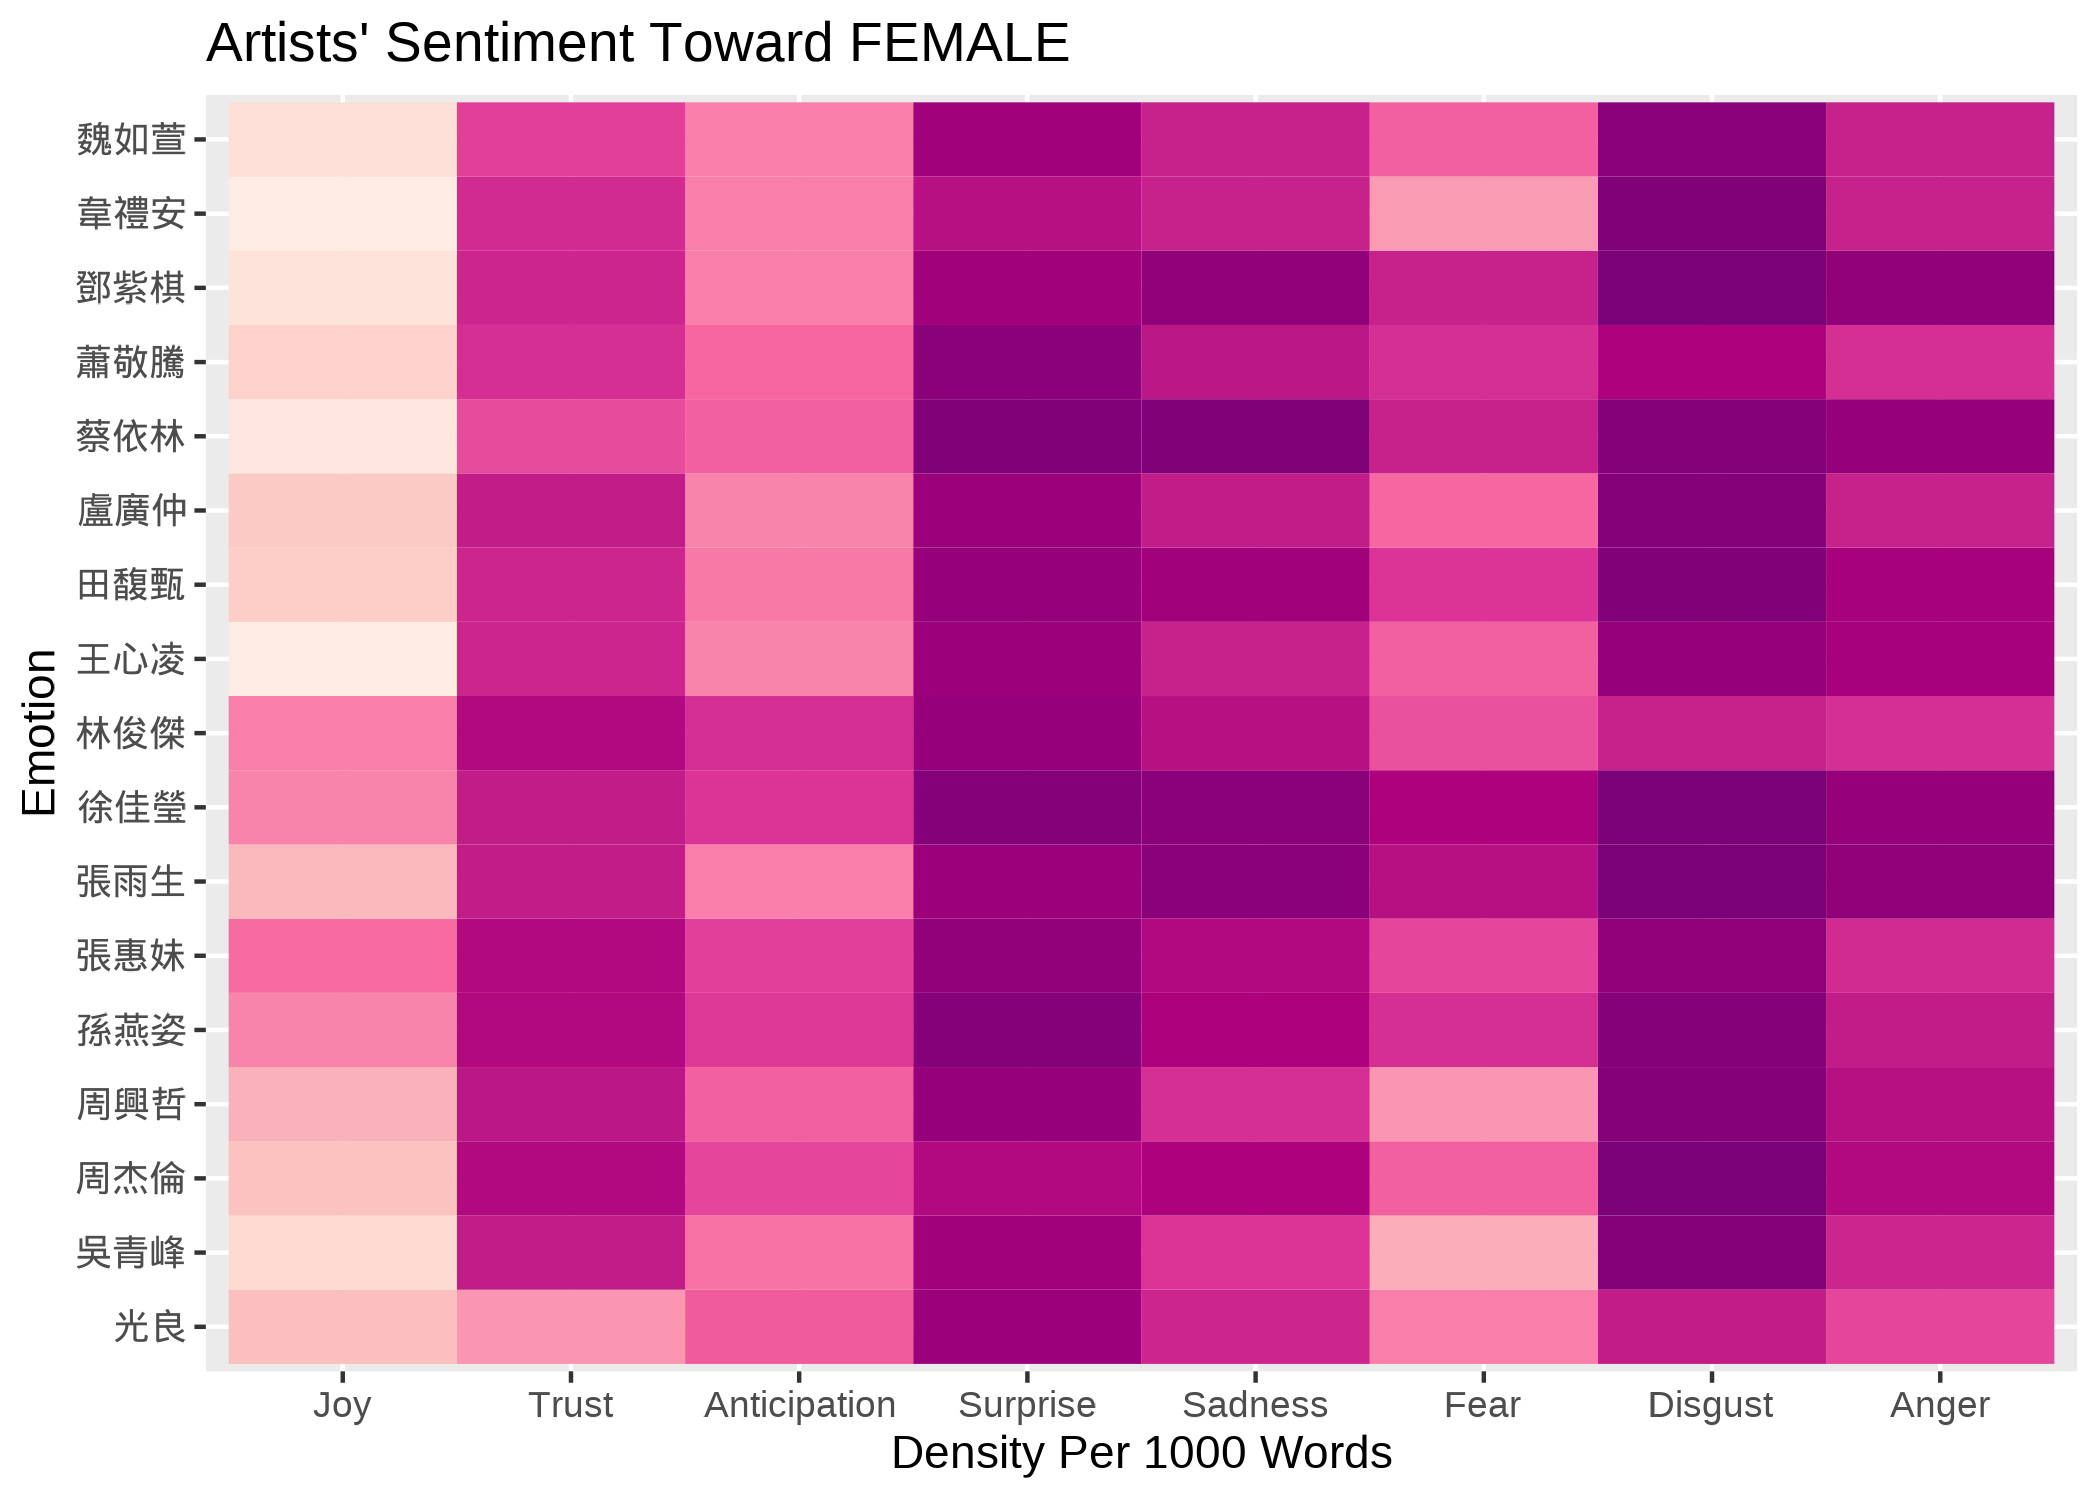 Artists' Sentiment Toward FEMALE
魏如萱
韋禮安
鄧紫棋
蕭敬騰
蔡依林
盧廣仲
田馥甄
王心凌
林俊傑
徐佳瑩
張雨生
張惠妹
孫燕姿
周興哲
周杰倫
吳青峰
光良
Emotion
Joy Trust Anticipation Surprise Sadness Fear Disgust Anger
Density Per 1000 Words